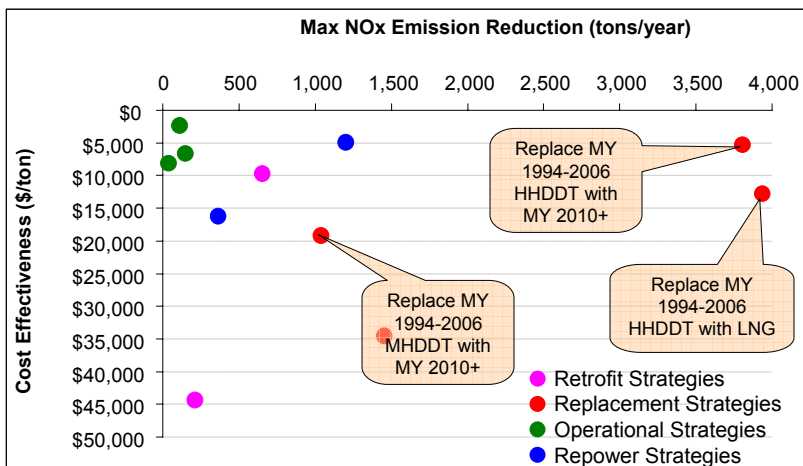 Max NOx Emission Reduction (tons/year)
0 500 1,000 1,500 2,000 2,500 3,000 3,500 4,000
Cost Effectiveness ($/ton)
$0
$5,000
$10,000
$15,000
$20,000
$25,000
$30,000
$35,000
$40,000
$45,000
$50,000
Replace MY
1994-2006
HHDDT with
MY 2010+
Replace MY
1994-2006
HHDDT with LNG
Replace MY
1994-2006
MHDDT with
MY 2010+
Retrofit Strategies
Replacement Strategies
Operational Strategies
Repower Strategies